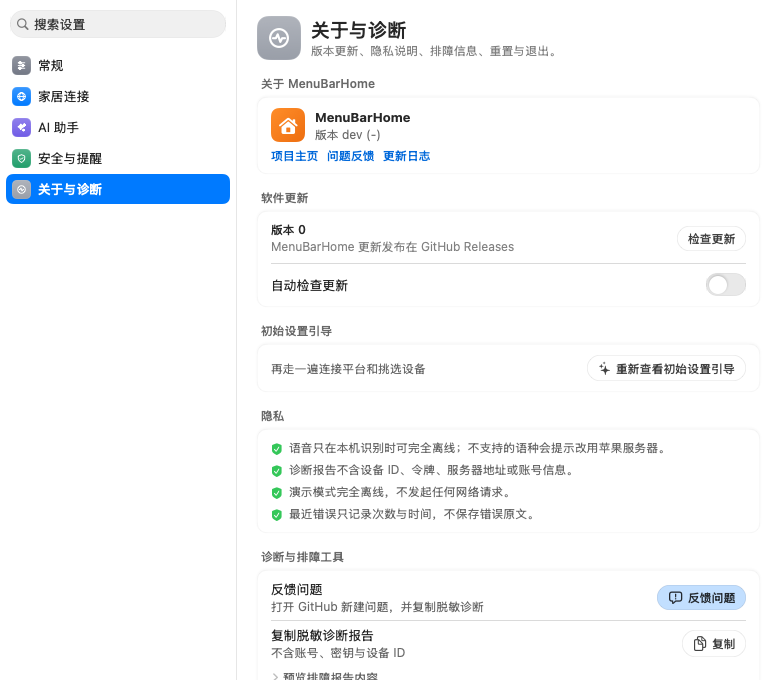 搜索设置
常规
家居连接
AI 助手
安全与提醒
关于与诊断
关于与诊断
版本更新、隐私说明、排障信息、重置与退出。
关于 MenuBarHome
MenuBarHome
版本 dev (-)
项目主页 问题反馈 更新日志
软件更新
版本 0
MenuBarHome 更新发布在 GitHub Releases
检查更新
自动检查更新
初始设置引导
再走一遍连接平台和挑选设备
重新查看初始设置引导
隐私
语音只在本机识别时可完全离线；不支持的语种会提示改用苹果服务器。
诊断报告不含设备 ID、令牌、服务器地址或账号信息。
演示模式完全离线，不发起任何网络请求。
最近错误只记录次数与时间，不保存错误原文。
诊断与排障工具
反馈问题
打开 GitHub 新建问题，并复制脱敏诊断
反馈问题
复制脱敏诊断报告
不含账号、密钥与设备 ID
复制
预览排障报告内容